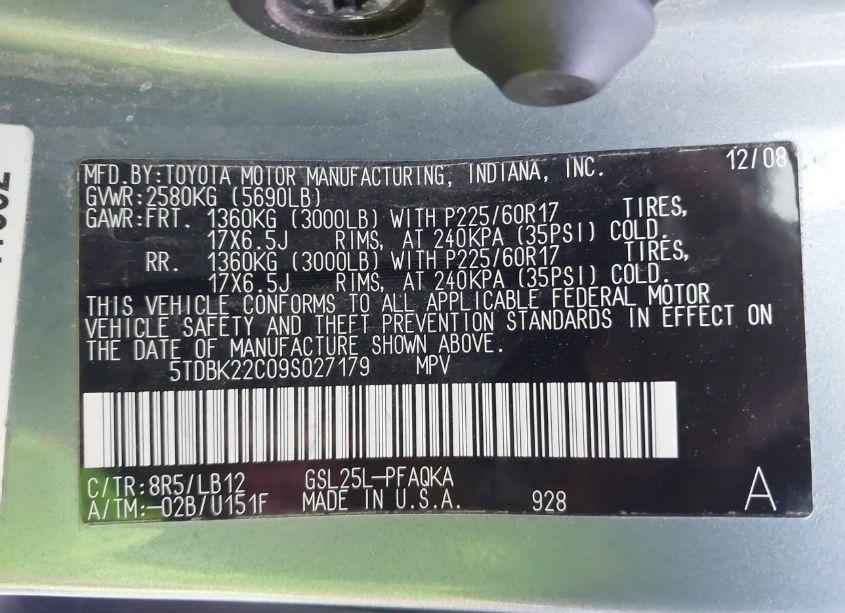 MFD.BY:TOYOTA MOTOR MANUFACTURING, INDIANA, INC. 12/08
GVWR:2580KG (5690LB)
GAWR:FRT. 1360KG (3000LB) WITH P225/60R17 TIRES,
17X6.5J RIMS, AT 240KPA (35PSI) COLD.
RR. 1360KG (3000LB) WITH P225/60R17 TIRES,
17X6.5J RIMS, AT 240KPA (35PSI) COLD.
THIS VEHICLE CONFORMS TO ALL APPLICABLE FEDERAL MOTOR
VEHICLE SAFETY AND THEFT PREVENTION STANDARDS IN EFFECT ON
THE DATE OF MANUFACTURE SHOWN ABOVE.
5TDBK22C09S027179 MPV
C/TR:8R5/LB12 GSL25L-PFAQKA
A/TM:-02B/U151F MADE IN U.S.A. 928 A